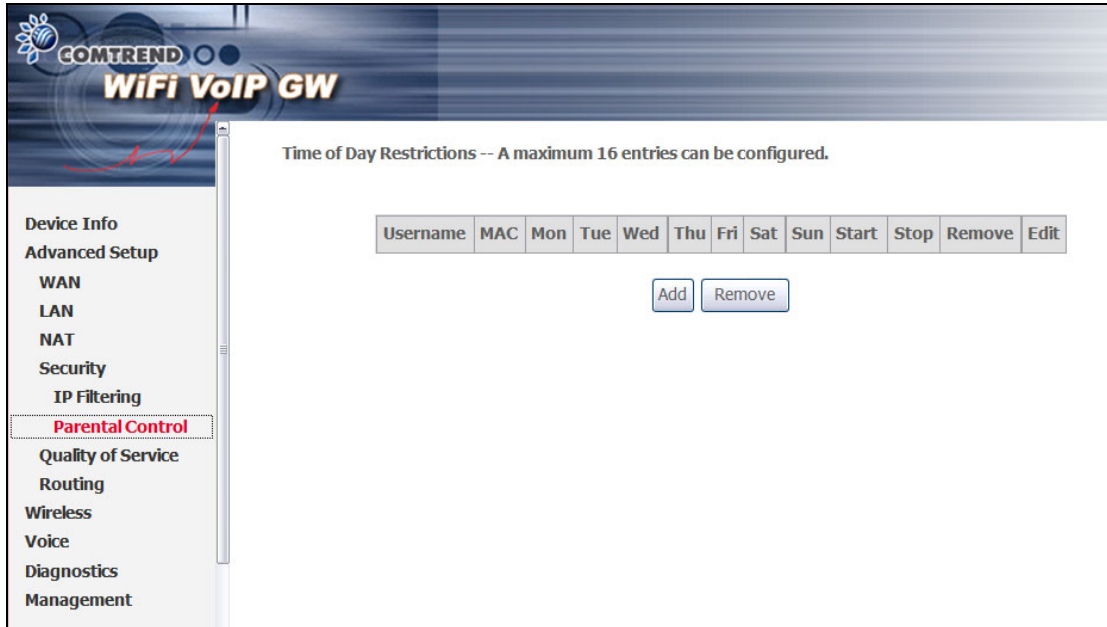 COMTREND
WiFi VoIP GW
Time of Day Restrictions -- A maximum 16 entries can be configured.
Username MAC Mon Tue Wed Thu Fri Sat Sun Start Stop Remove Edit
Add Remove
Device Info
Advanced Setup
WAN
LAN
NAT
Security
IP Filtering
Parental Control
Quality of Service
Routing
Wireless
Voice
Diagnostics
Management